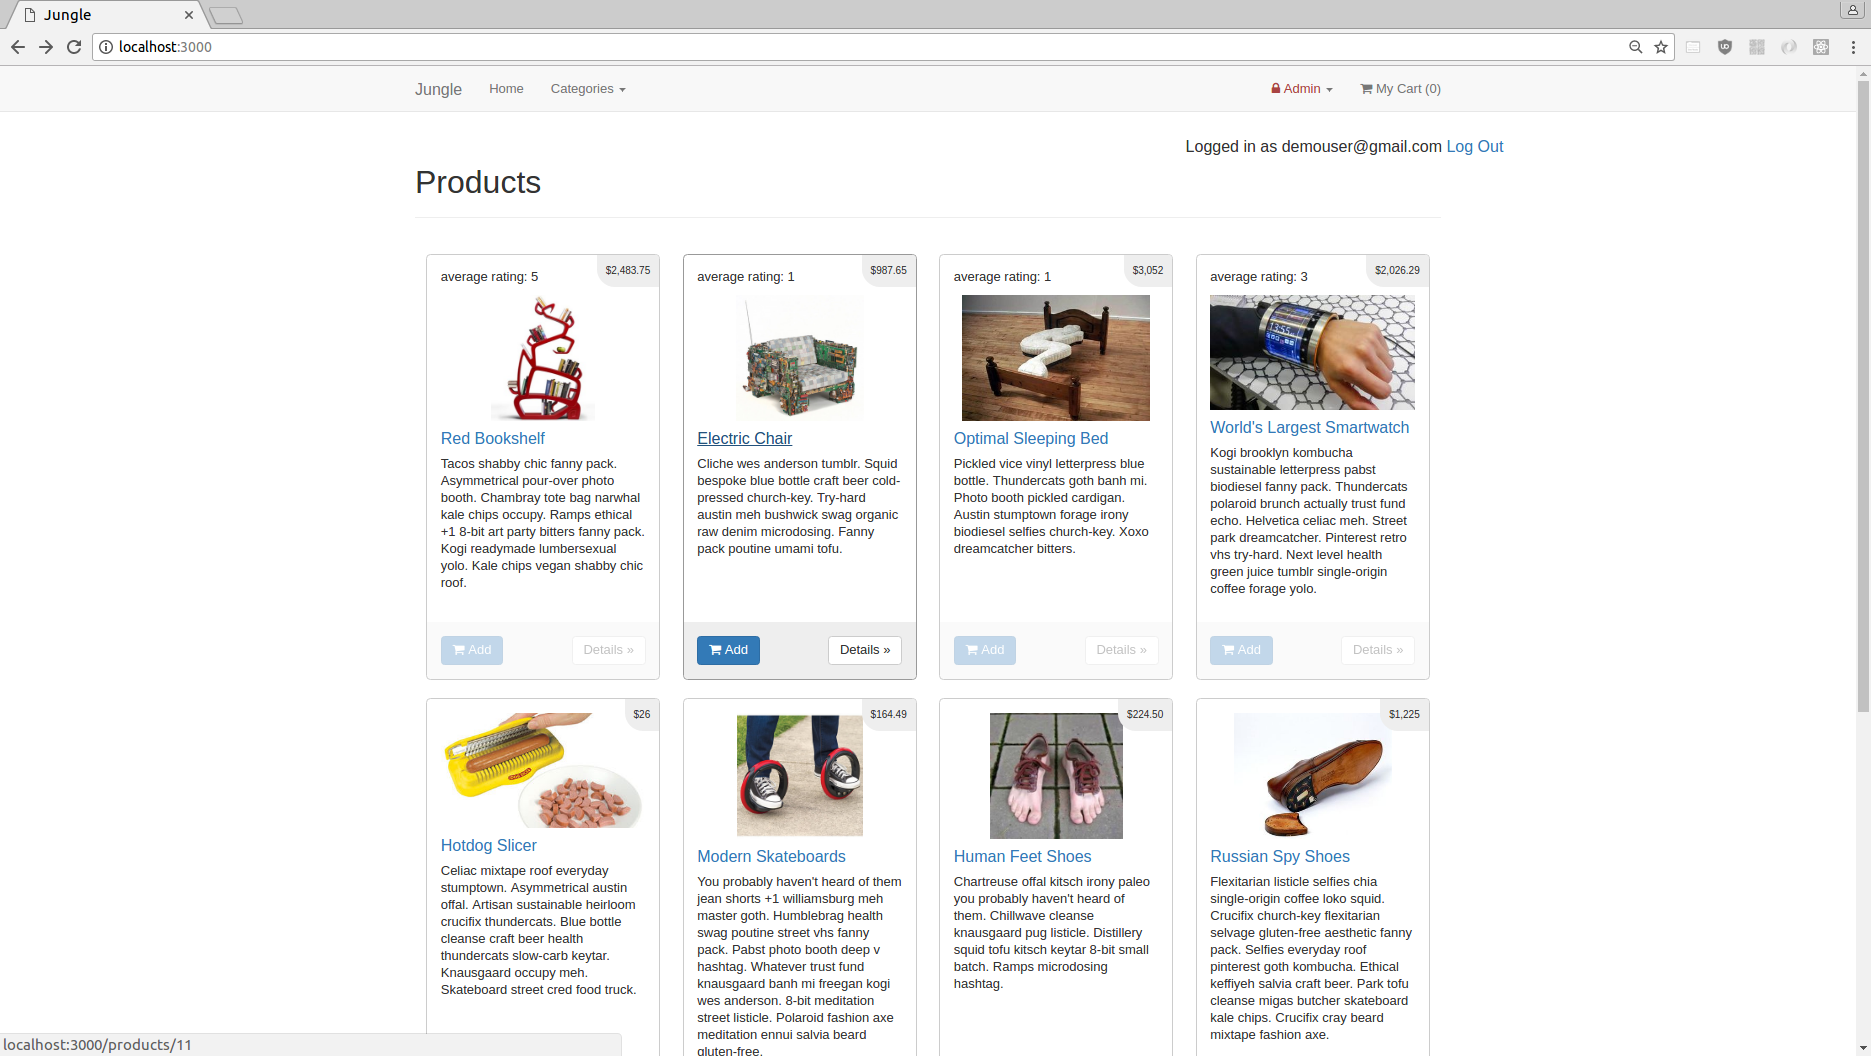 Jungle
localhost:3000
Jungle Home Categories Admin My Cart (0)
Logged in as demouser@gmail.com Log Out
Products
average rating: 5
$2,483.75
Red Bookshelf
Tacos shabby chic fanny pack.
Asymmetrical pour-over photo
booth. Chambray tote bag narwhal
kale chips occupy. Ramps ethical
+1 8-bit art party bitters fanny pack.
Kogi readymade lumbersexual
yolo. Kale chips vegan shabby chic
roof.
Add Details »
average rating: 1
$987.65
Electric Chair
Cliche wes anderson tumblr. Squid
bespoke blue bottle craft beer cold-
pressed church-key. Try-hard
austin meh bushwick swag organic
raw denim microdosing. Fanny
pack poutine umami tofu.
Add Details »
average rating: 1
$3,052
Optimal Sleeping Bed
Pickled vice vinyl letterpress blue
bottle. Thundercats goth banh mi.
Photo booth pickled cardigan.
Austin stumptown forage irony
biodiesel selfies church-key. Xoxo
dreamcatcher bitters.
Add Details »
average rating: 3
$2,026.29
World's Largest Smartwatch
Kogi brooklyn kombucha
sustainable letterpress pabst
biodiesel fanny pack. Thundercats
polaroid brunch actually trust fund
echo. Helvetica celiac meh. Street
park dreamcatcher. Pinterest retro
vhs try-hard. Next level health
green juice tumblr single-origin
coffee forage yolo.
Add Details »
$26
Hotdog Slicer
Celiac mixtape roof everyday
stumptown. Asymmetrical austin
offal. Artisan sustainable heirloom
crucifix thundercats. Blue bottle
cleanse craft beer health
thundercats slow-carb keytar.
Knausgaard occupy meh.
Skateboard street cred food truck.
$164.49
Modern Skateboards
You probably haven't heard of them
jean shorts +1 williamsburg meh
master goth. Humblebrag health
swag poutine street vhs fanny
pack. Pabst photo booth deep v
hashtag. Whatever trust fund
knausgaard banh mi freegan kogi
wes anderson. 8-bit meditation
street listicle. Polaroid fashion axe
meditation ennui salvia beard
gluten-free.
$224.50
Human Feet Shoes
Chartreuse offal kitsch irony paleo
you probably haven't heard of
them. Chillwave cleanse
knausgaard pug listicle. Distillery
squid tofu kitsch keytar 8-bit small
batch. Ramps microdosing
hashtag.
$1,225
Russian Spy Shoes
Flexitarian listicle selfies chia
single-origin coffee loko squid.
Crucifix church-key flexitarian
selvage gluten-free aesthetic fanny
pack. Selfies everyday roof
pinterest goth kombucha. Ethical
keffiyeh salvia craft beer. Park tofu
cleanse migas butcher skateboard
kale chips. Crucifix cray beard
mixtape fashion axe.
localhost:3000/products/11